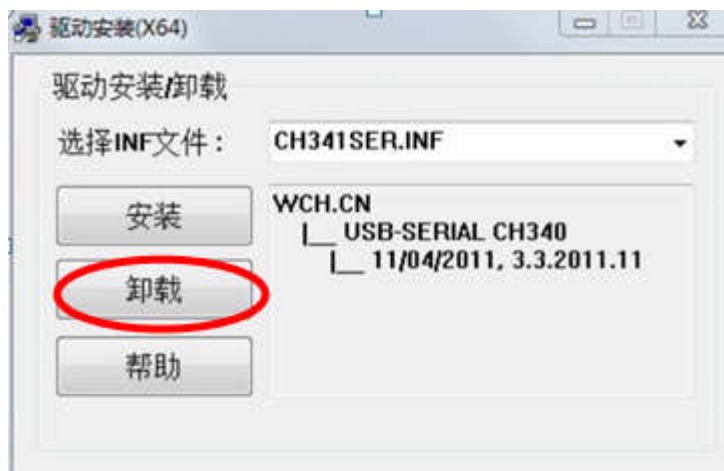 驱动安装(X64)
驱动安装/卸载
选择INF文件： CH341SER.INF
安装
WCH.CN
|__ USB-SERIAL CH340
|__ 11/04/2011, 3.3.2011.11
卸载
帮助